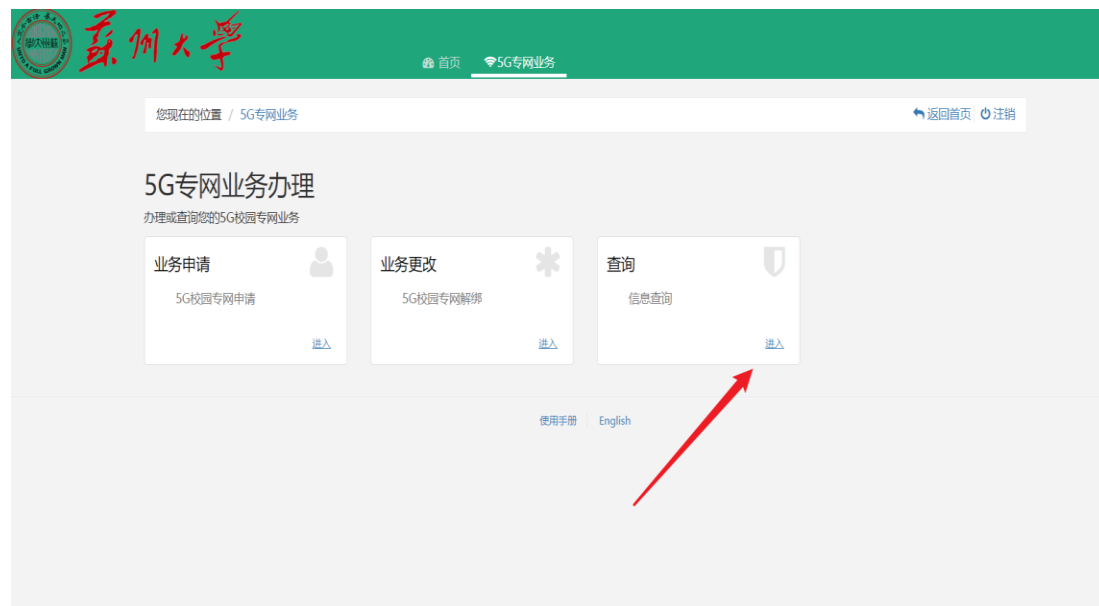 蘇州大學
首页 5G专网业务
您现在的位置 / 5G专网业务 返回首页 注销
5G专网业务办理
办理或查询您的5G校园专网业务
业务申请
5G校园专网申请
进入
业务更改
5G校园专网解绑
进入
查询
信息查询
进入
使用手册 English